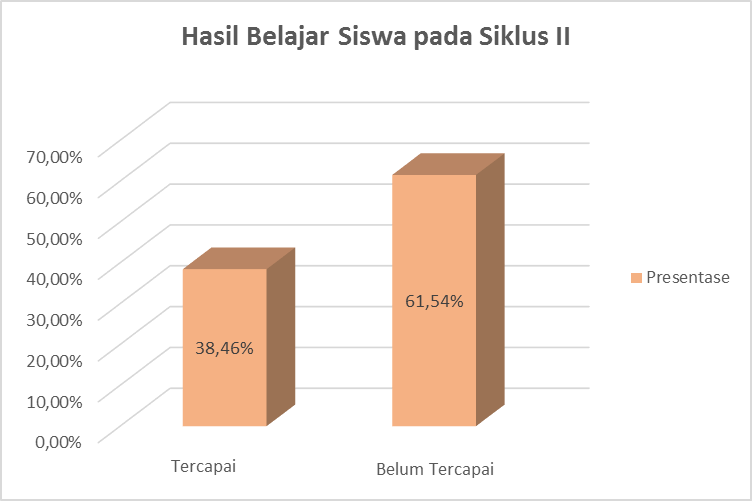 Hasil Belajar Siswa pada Siklus II
70,00%
60,00%
50,00%
40,00%
30,00%
20,00%
10,00%
0,00%
38,46%
61,54%
Tercapai
Belum Tercapai
Presentase